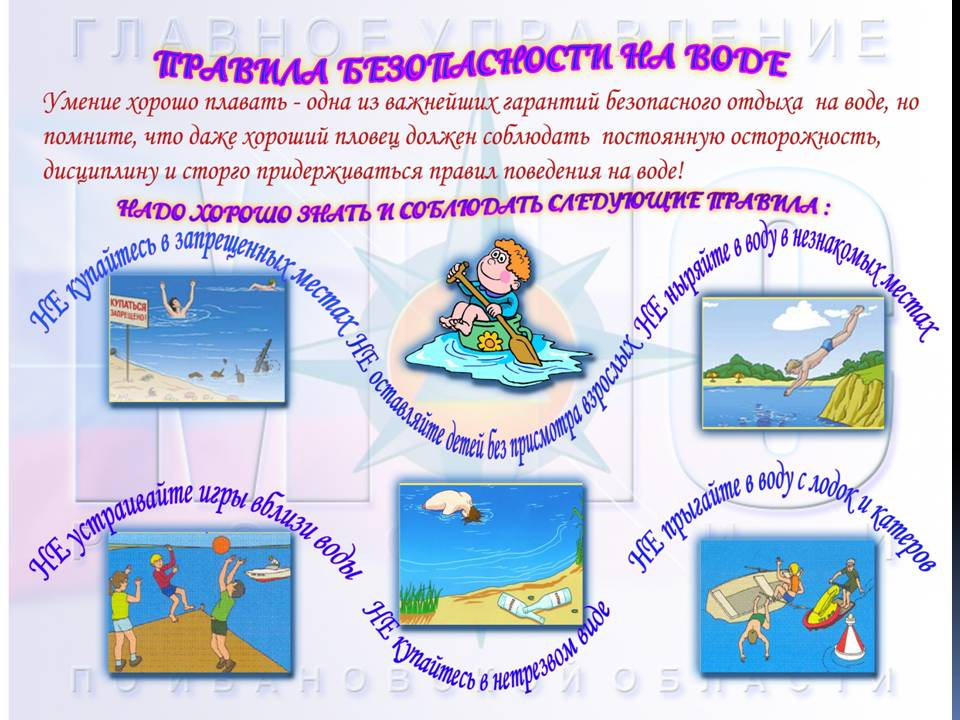 ГЛАВНОЕ УПРАВЛЕНИЕ
ПРАВИЛА БЕЗОПАСНОСТИ НА ВОДЕ
Умение хорошо плавать - одна из важнейших гарантий безопасного отдыха на воде, но
помните, что даже хороший пловец должен соблюдать постоянную осторожность,
дисциплину и сторго придерживаться правил поведения на воде!
НАДО ХОРОШО ЗНАТЬ И СОБЛЮДАТЬ СЛЕДУЮЩИЕ ПРАВИЛА :
НЕ купайтесь в запрещенных местах
КУПАТЬСЯ
ЗАПРЕЩЕНО!
НЕ оставляйте детей без присмотра взрослых
НЕ ныряйте в воду в незнакомых местах
МЧС
НЕ устраивайте игры вблизи воды
НЕ купайтесь в нетрезвом виде
НЕ прыгайте в воду с лодок и катеров
ПО ИВАНОВСКОЙ ОБЛАСТИ